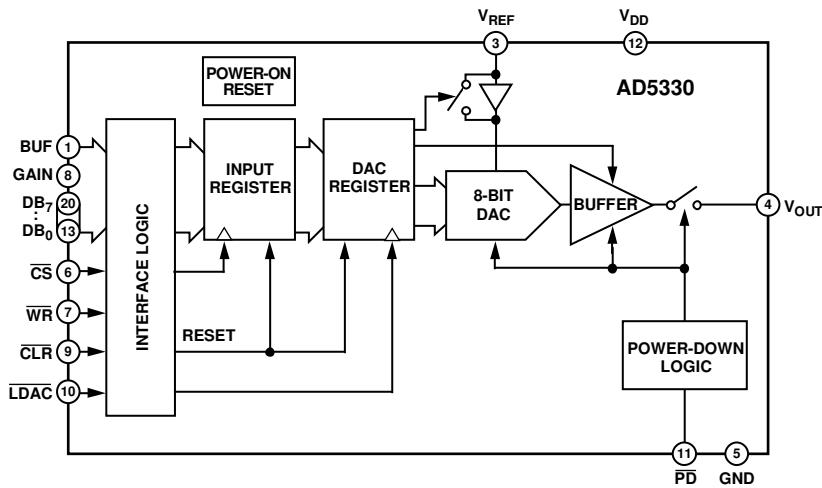 VREF
VDD
3
12
POWER-ON
RESET
AD5330
BUF
1
GAIN
8
DB7
20
:
DB0
13
CS
6
WR
7
CLR
9
LDAC
10
INTERFACE LOGIC
INPUT
REGISTER
DAC
REGISTER
8-BIT
DAC
BUFFER
4
VOUT
RESET
POWER-DOWN
LOGIC
11
5
PD
GND